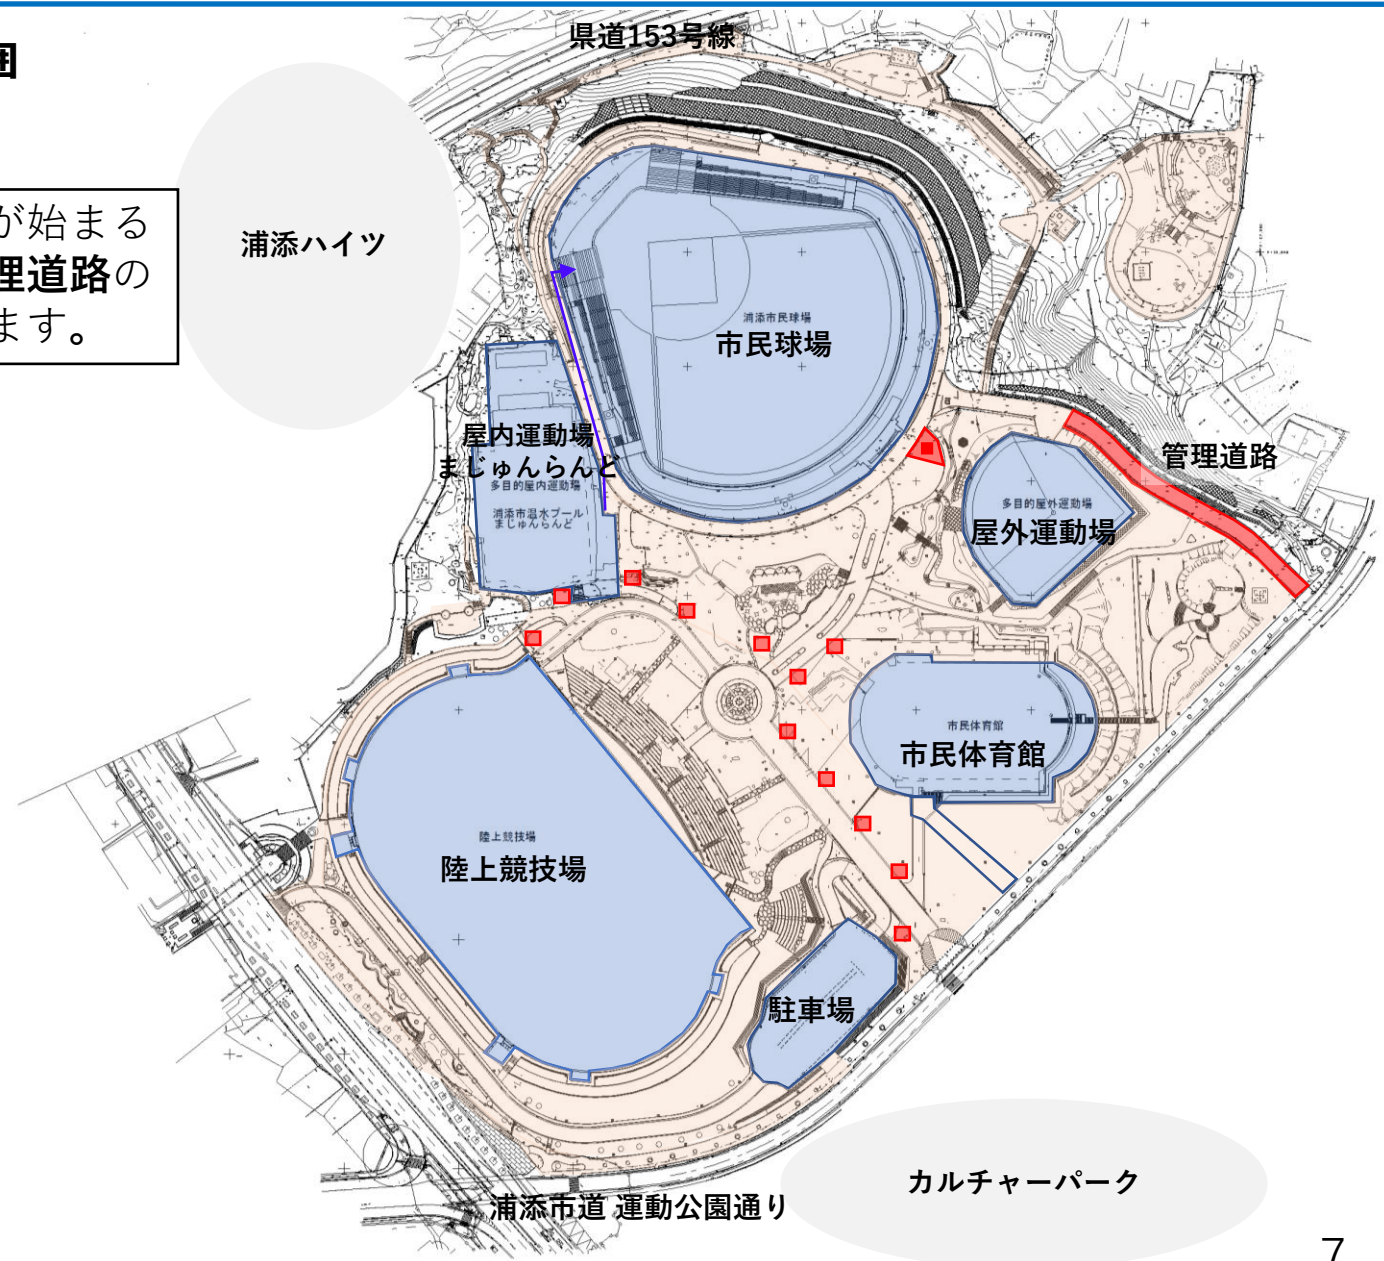 県道153号線
囲
が始まる
理道路の
ます。
浦添ハイツ
浦添市民球場
市民球場
屋内運動場
まじゅんらんど
多目的屋内運動場
浦添市温水プール
まじゅんらんど
管理道路
多目的屋外運動場
屋外運動場
市民体育館
市民体育館
陸上競技場
陸上競技場
駐車場
カルチャーパーク
浦添市道 運動公園通り
7